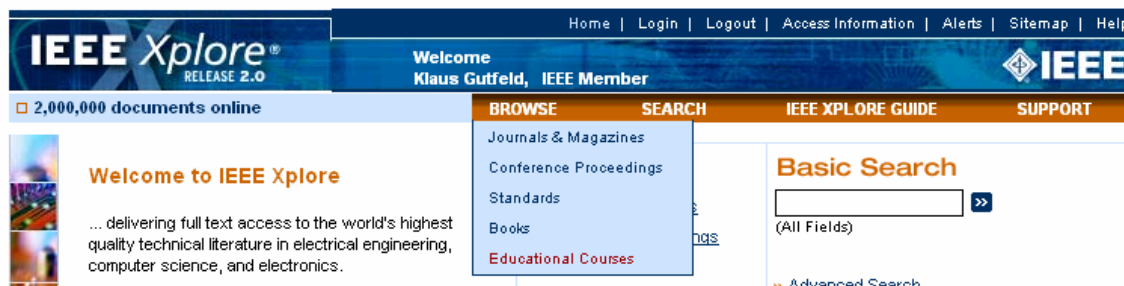 Home | Login | Logout | Access Information | Alerts | Sitemap | Help
IEEE Xplore®
RELEASE 2.0
Welcome
Klaus Gutfeld, IEEE Member
IEEE
2,000,000 documents online
BROWSE SEARCH IEEE XPLORE GUIDE SUPPORT
Journals & Magazines
Conference Proceedings
Standards
Books
Educational Courses
Welcome to IEEE Xplore
... delivering full text access to the world's highest
quality technical literature in electrical engineering,
computer science, and electronics.
Basic Search
(All Fields)
» Advanced Search